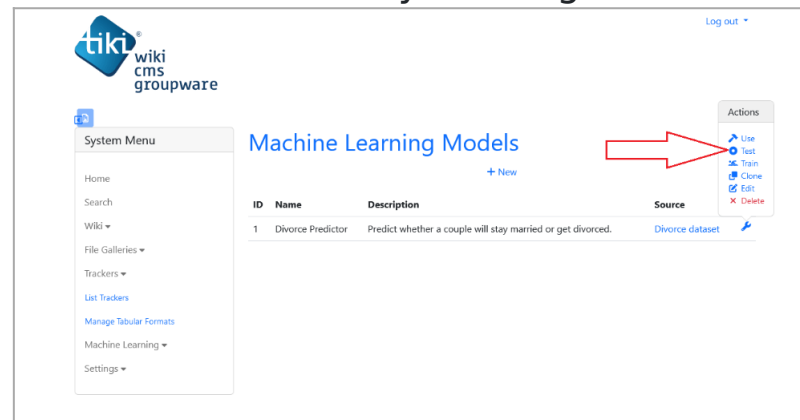 Log out
tiki
wiki
cms
groupware
Actions
Use
Test
Train
Clone
Edit
Delete
System Menu
Home
Search
Wiki
File Galleries
Trackers
List Trackers
Manage Tabular Formats
Machine Learning
Settings
Machine Learning Models
+ New
ID Name Description Source
1 Divorce Predictor Predict whether a couple will stay married or get divorced. Divorce dataset